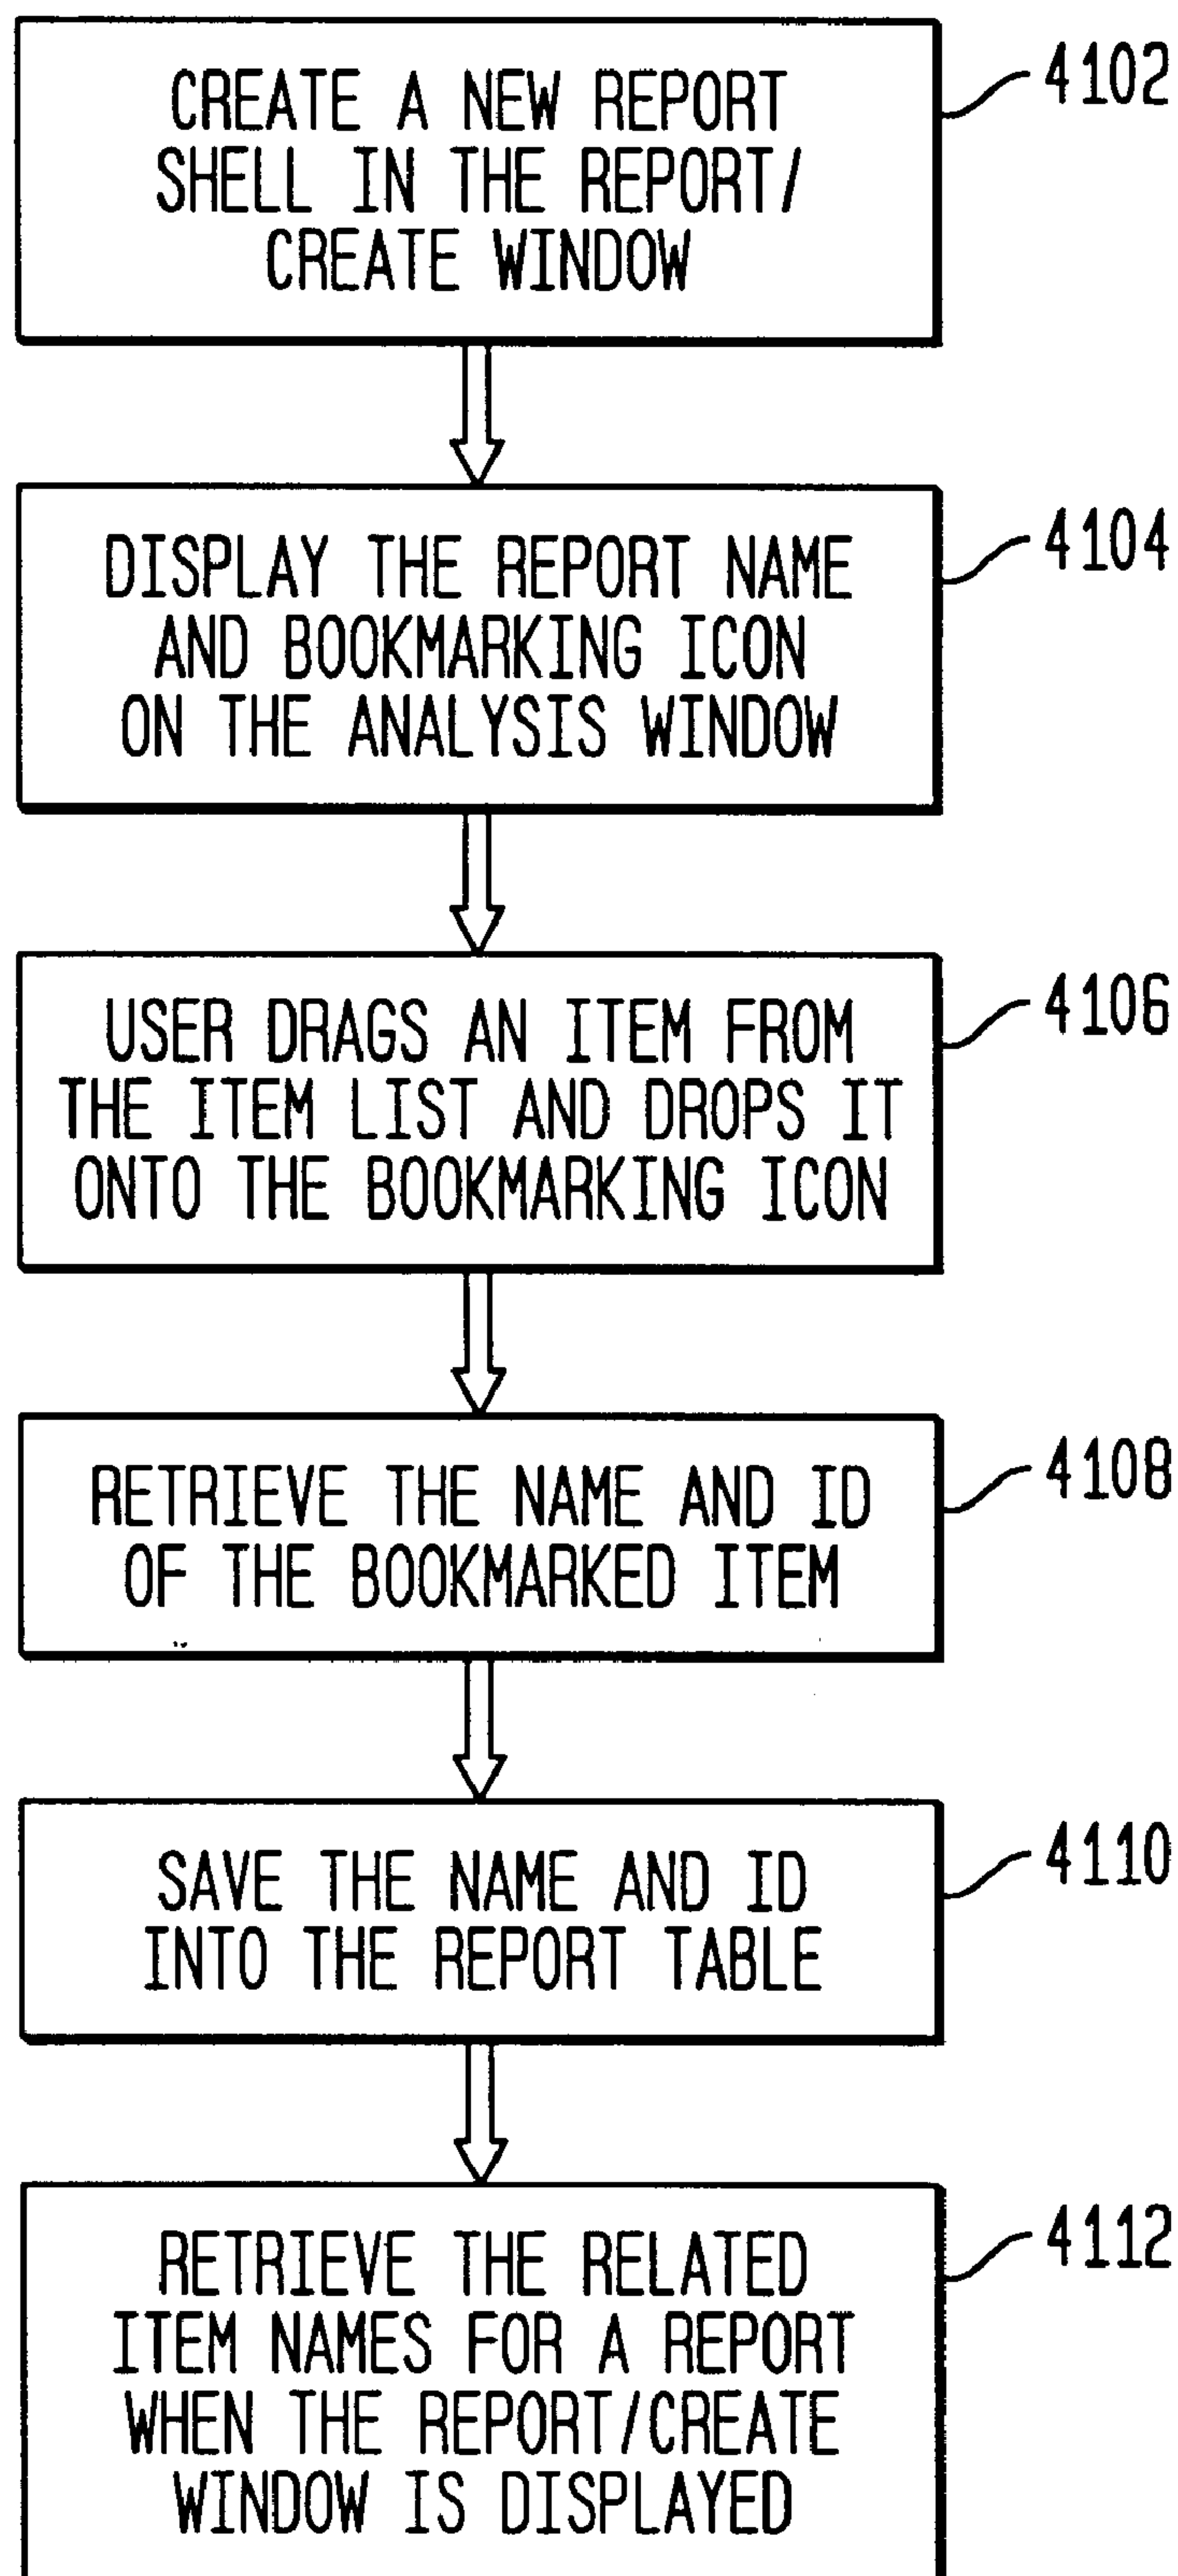 CREATE A NEW REPORT
SHELL IN THE REPORT/
CREATE WINDOW
4102
DISPLAY THE REPORT NAME
AND BOOKMARKING ICON
ON THE ANALYSIS WINDOW
4104
USER DRAGS AN ITEM FROM
THE ITEM LIST AND DROPS IT
ONTO THE BOOKMARKING ICON
4106
RETRIEVE THE NAME AND ID
OF THE BOOKMARKED ITEM
4108
SAVE THE NAME AND ID
INTO THE REPORT TABLE
4110
RETRIEVE THE RELATED
ITEM NAMES FOR A REPORT
WHEN THE REPORT/CREATE
WINDOW IS DISPLAYED
4112